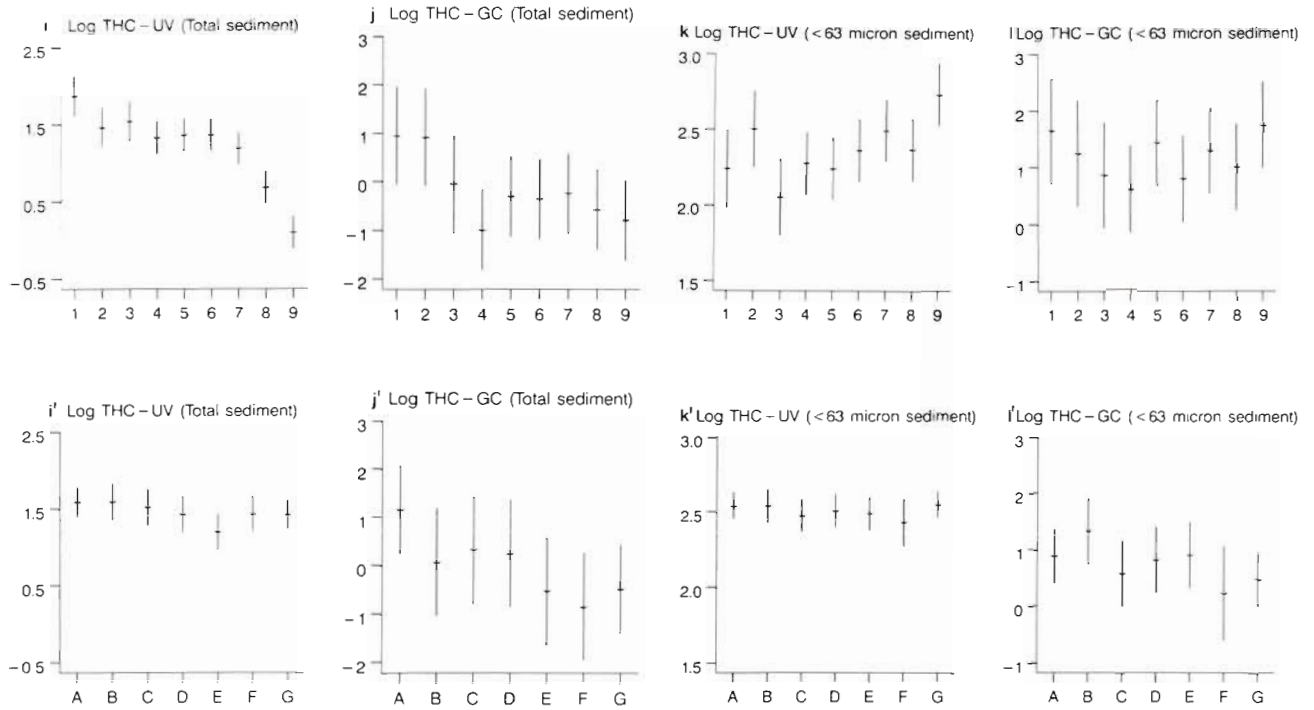 ı Log THC–UV (Total sediment)
2.5
1.5
0.5
−0.5
1 2 3 4 5 6 7 8 9
j Log THC–GC (Total sediment)
3
2
1
0
−1
−2
1 2 3 4 5 6 7 8 9
k Log THC–UV (<63 micron sediment)
3.0
2.5
2.0
1.5
1 2 3 4 5 6 7 8 9
l Log THC–GC (<63 micron sediment)
3
2
1
0
−1
1 2 3 4 5 6 7 8 9
i' Log THC–UV (Total sediment)
2.5
1.5
0.5
−0 5
A B C D E F G
j' Log THC–GC (Total sediment)
3
2
1
0
−1
−2
A B C D E F G
k' Log THC–UV (<63 micron sediment)
3.0
2.5
2.0
1.5
A B C D E F G
l' Log THC–GC (<63 micron sediment)
3
2
1
0
−1
A B C D E F G